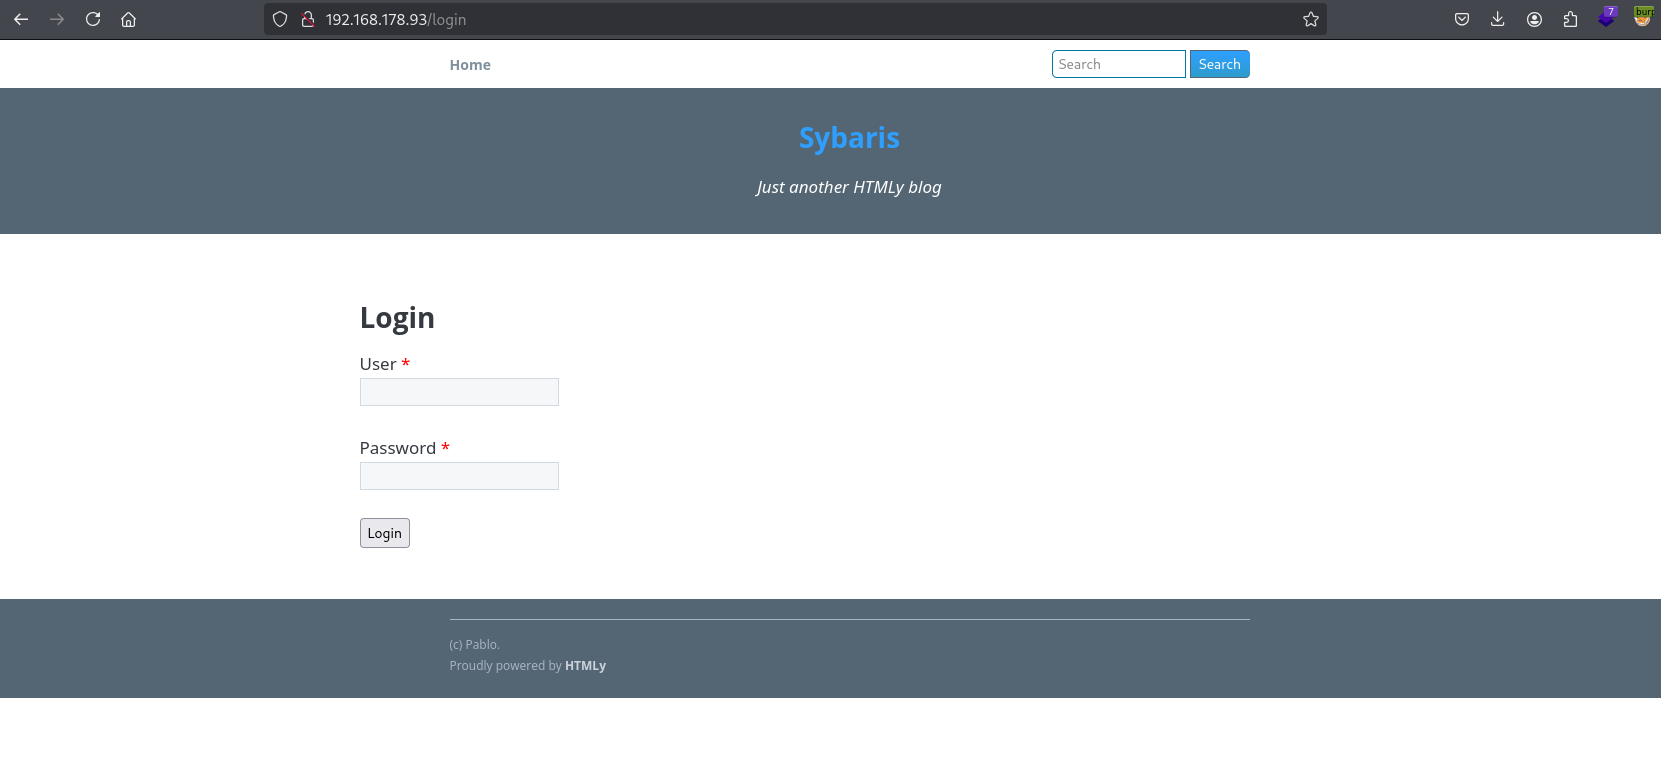 192.168.178.93/login
7
burp
Home
Search
Search
Sybaris
Just another HTMLy blog
Login
User *
Password *
Login
(c) Pablo.
Proudly powered by HTMLy